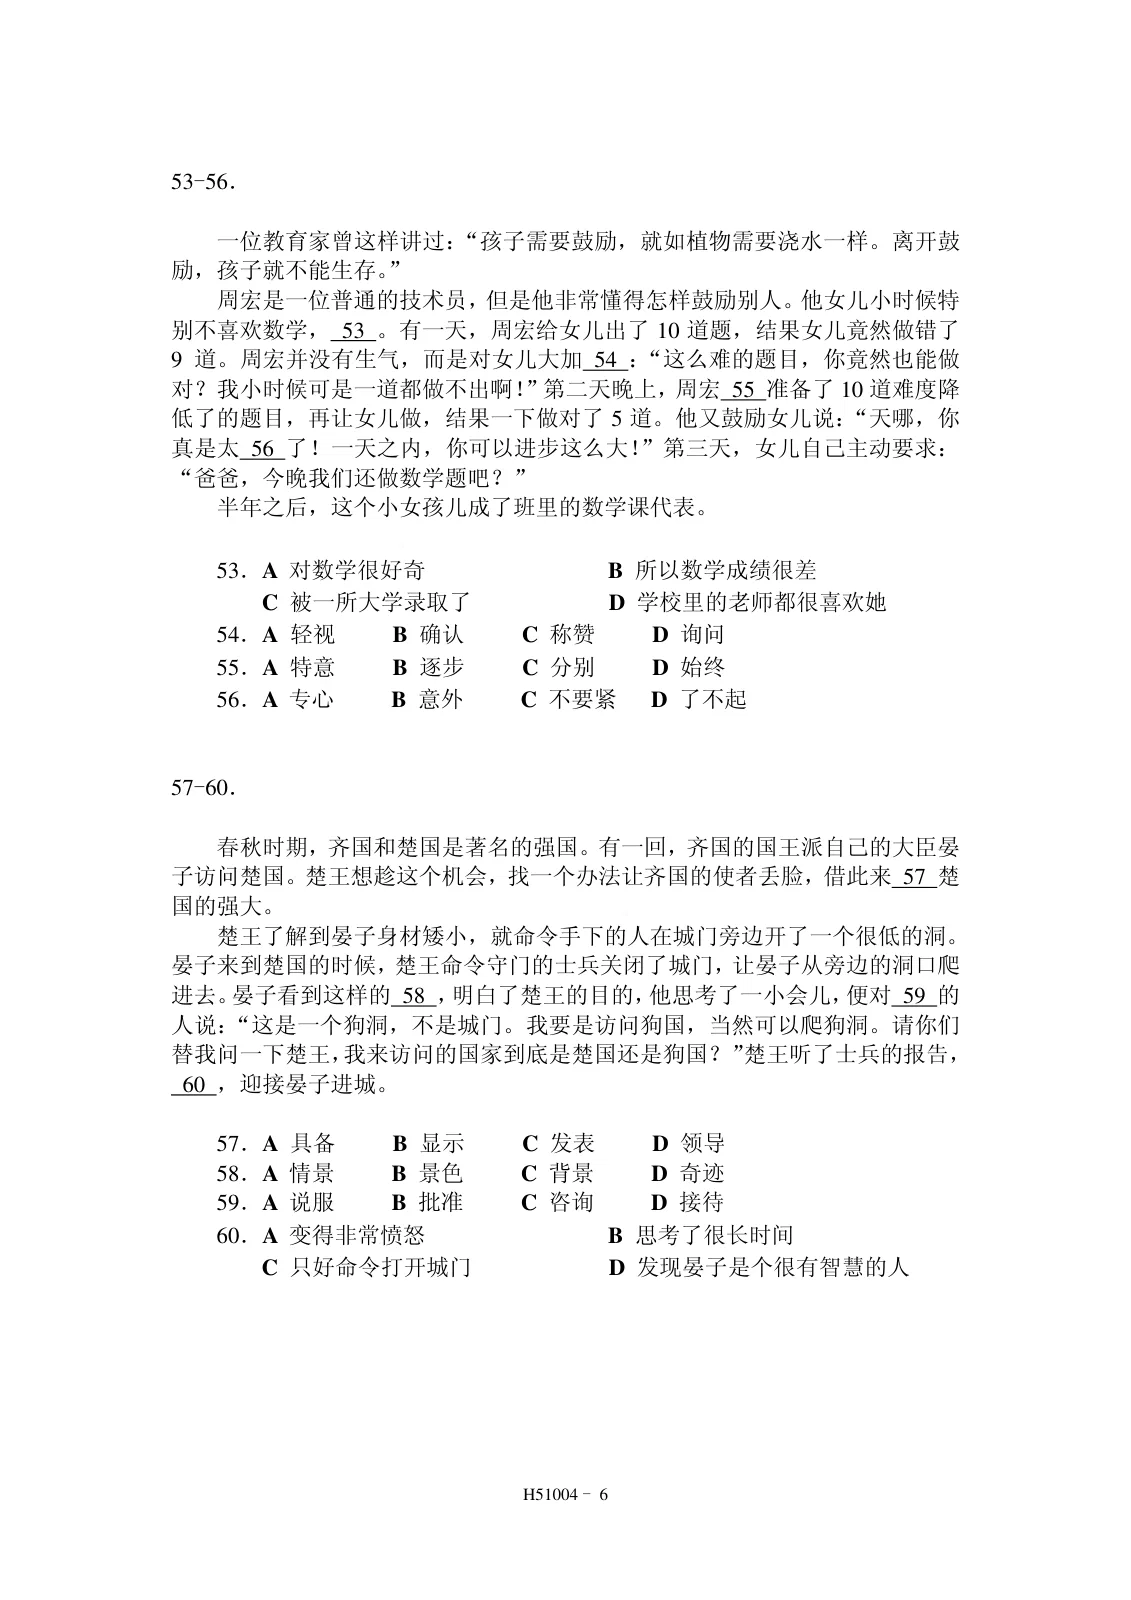 53-56.
一位教育家曾这样讲过：“孩子需要鼓励，就如植物需要浇水一样。离开鼓
励，孩子就不能生存。”
周宏是一位普通的技术员，但是他非常懂得怎样鼓励别人。他女儿小时候特
别不喜欢数学， 53 。有一天，周宏给女儿出了 10 道题，结果女儿竟然做错了
9 道。周宏并没有生气，而是对女儿大加 54 ：“这么难的题目，你竟然也能做
对？我小时候可是一道都做不出啊！”第二天晚上，周宏 55 准备了 10 道难度降
低了的题目，再让女儿做，结果一下做对了 5 道。他又鼓励女儿说：“天哪，你
真是太 56 了！一天之内，你可以进步这么大！”第三天，女儿自己主动要求：
“爸爸，今晚我们还做数学题吧？”
半年之后，这个小女孩儿成了班里的数学课代表。
53. A 对数学很好奇 B 所以数学成绩很差
C 被一所大学录取了 D 学校里的老师都很喜欢她
54. A 轻视 B 确认 C 称赞 D 询问
55. A 特意 B 逐步 C 分别 D 始终
56. A 专心 B 意外 C 不要紧 D 了不起
57-60.
春秋时期，齐国和楚国是著名的强国。有一回，齐国的国王派自己的大臣晏
子访问楚国。楚王想趁这个机会，找一个办法让齐国的使者丢脸，借此来 57 楚
国的强大。
楚王了解到晏子身材矮小，就命令手下的人在城门旁边开了一个很低的洞。
晏子来到楚国的时候，楚王命令守门的士兵关闭了城门，让晏子从旁边的洞口爬
进去。晏子看到这样的 58 ，明白了楚王的目的，他思考了一小会儿，便对 59 的
人说：“这是一个狗洞，不是城门。我要是访问狗国，当然可以爬狗洞。请你们
替我问一下楚王，我来访问的国家到底是楚国还是狗国？”楚王听了士兵的报告，
60 ，迎接晏子进城。
57. A 具备 B 显示 C 发表 D 领导
58. A 情景 B 景色 C 背景 D 奇迹
59. A 说服 B 批准 C 咨询 D 接待
60. A 变得非常愤怒 B 思考了很长时间
C 只好命令打开城门 D 发现晏子是个很有智慧的人
H51004 - 6